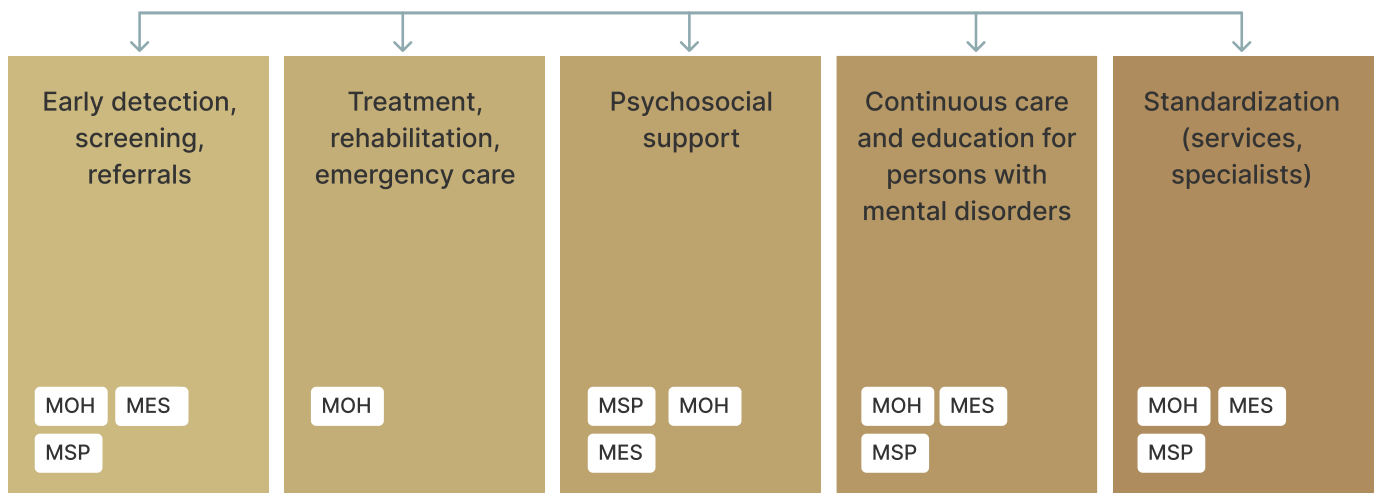 Early detection,
screening,
referrals
MOH MES
MSP
Treatment,
rehabilitation,
emergency care
MOH
Psychosocial
support
MSP MOH
MES
Continuous care
and education for
persons with
mental disorders
MOH MES
MSP
Standardization
(services,
specialists)
MOH MES
MSP